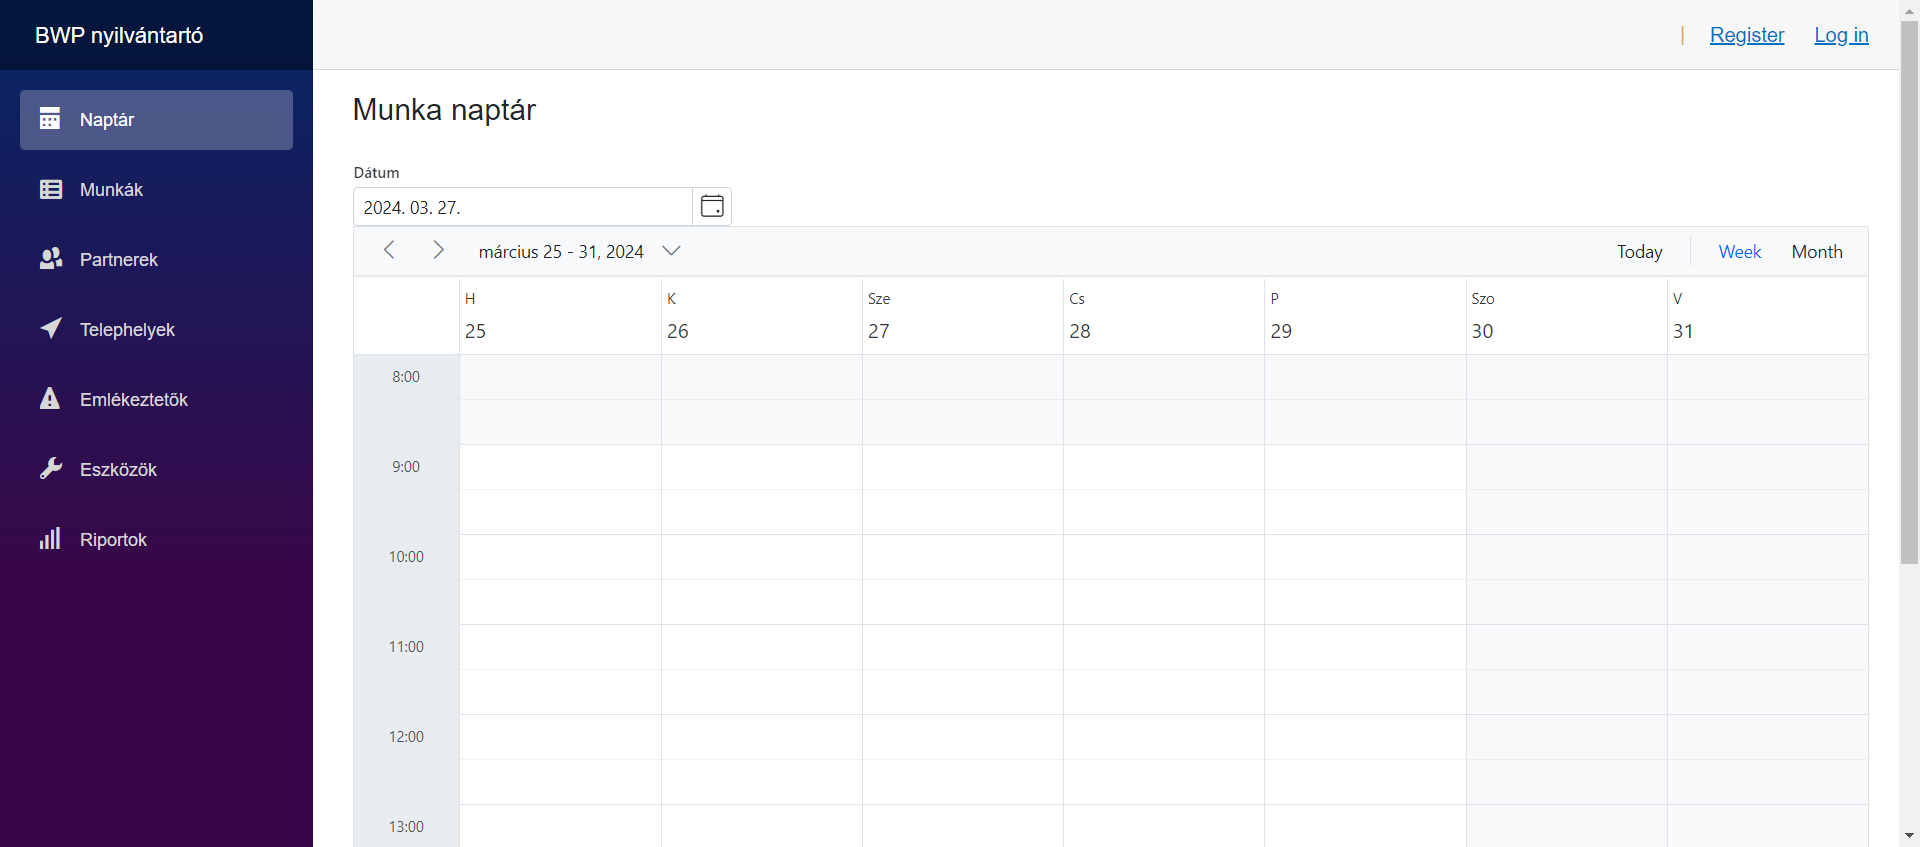 BWP nyilvántartó
Naptár
Munkák
Partnerek
Telephelyek
Emlékeztetők
Eszközök
Riportok
| Register Log in
Munka naptár
Dátum
2024. 03. 27.
március 25 - 31, 2024 Today Week Month
H K Sze Cs P Szo V
25 26 27 28 29 30 31
8:00
9:00
10:00
11:00
12:00
13:00